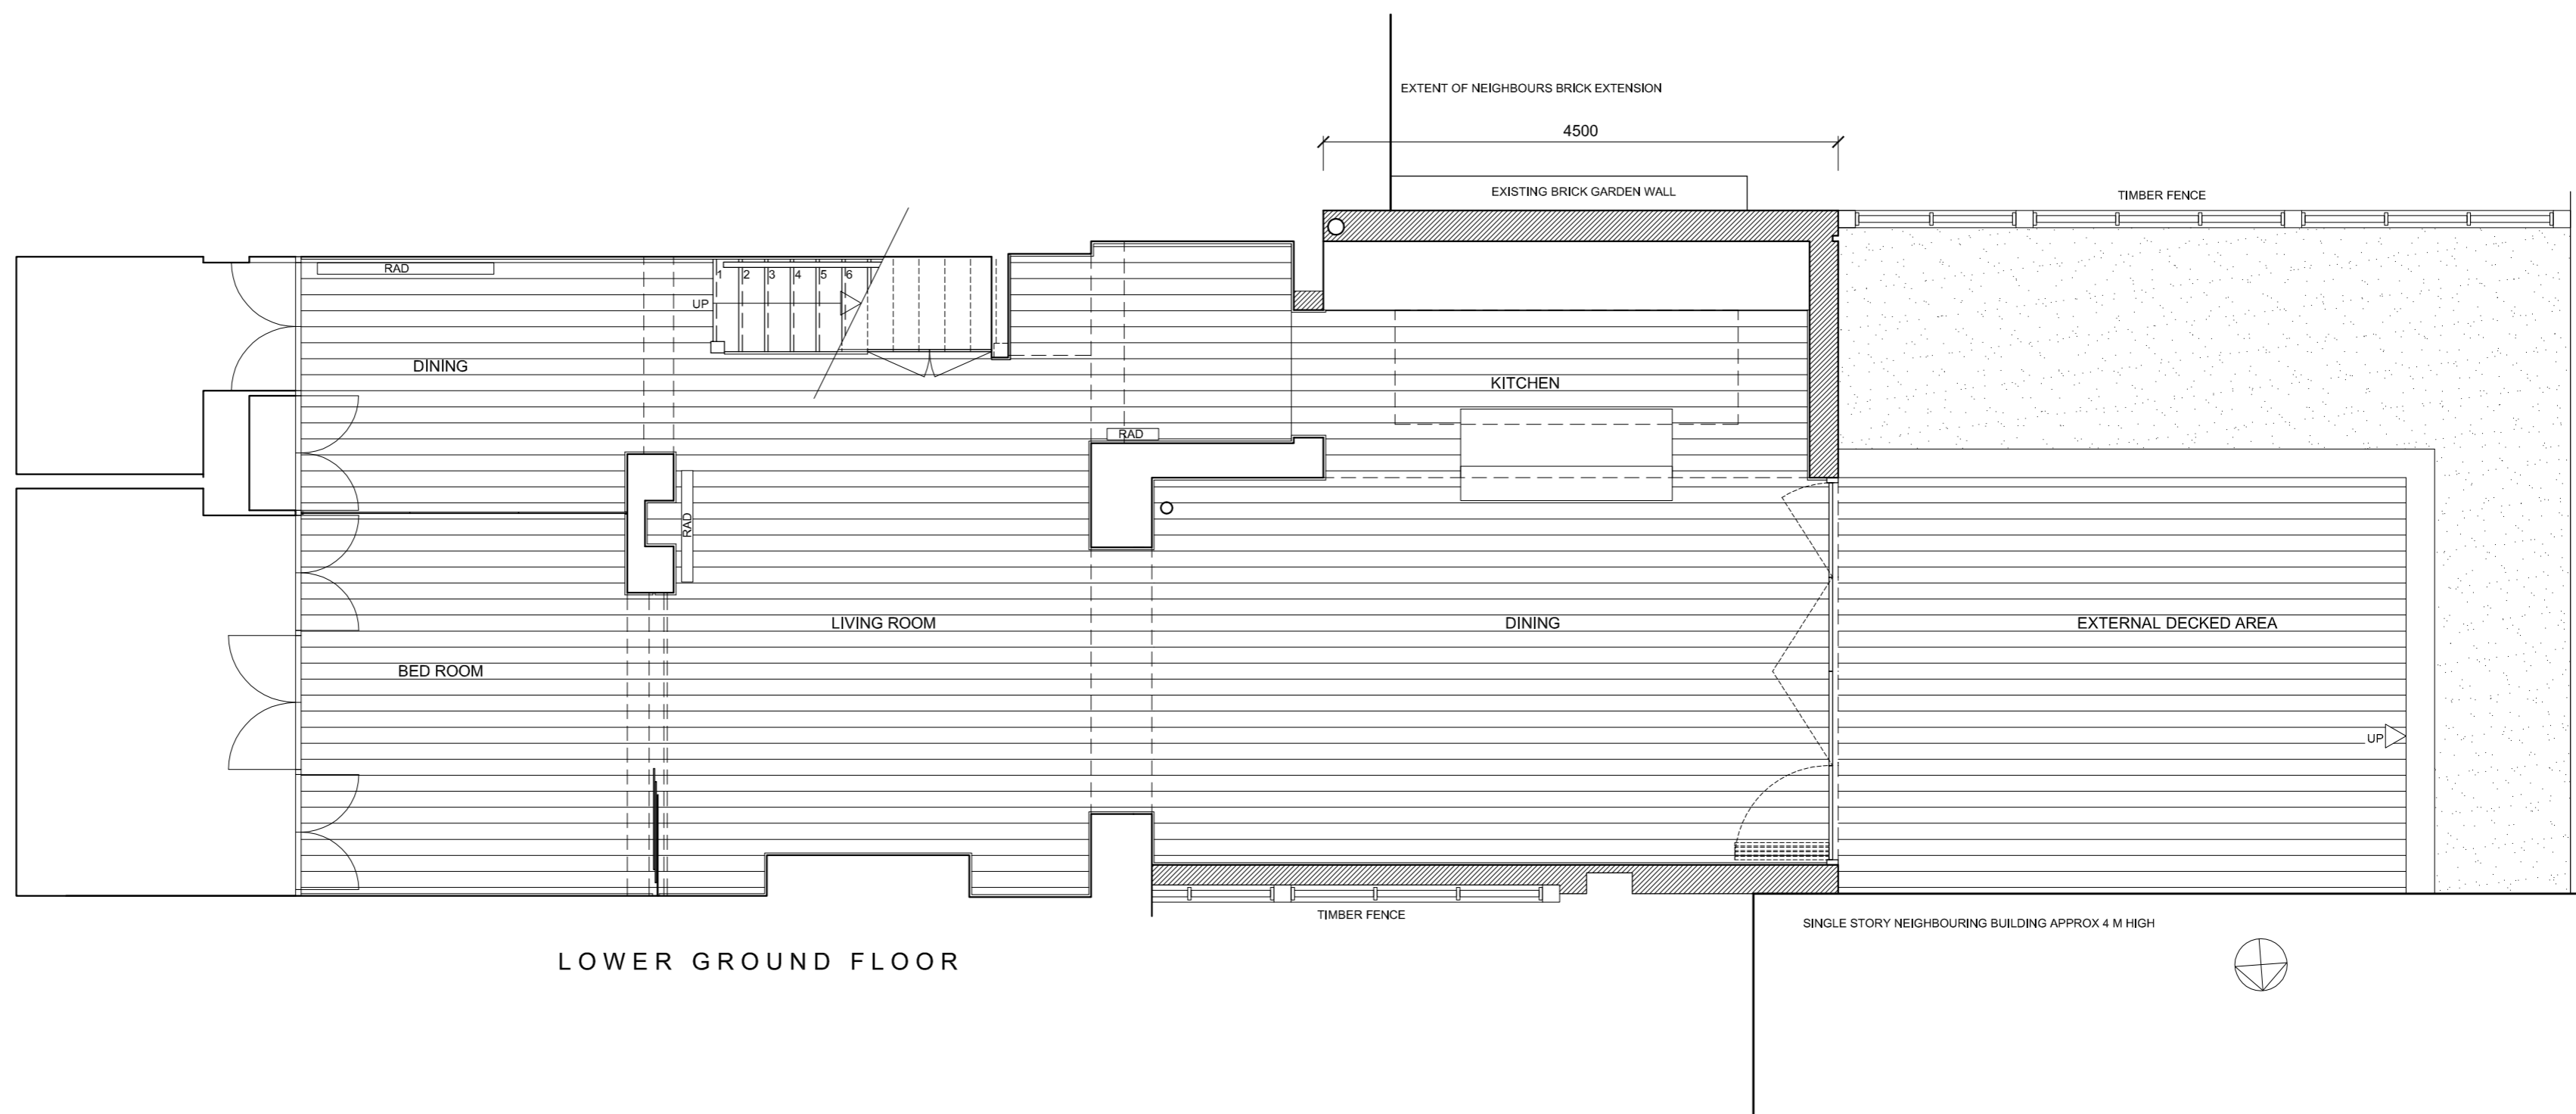 EXTENT OF NEIGHBOURS BRICK EXTENSION
4500
EXISTING BRICK GARDEN WALL
TIMBER FENCE
RAD
1 2 3 4 5 6
UP
DINING
KITCHEN
RAD
RAD
LIVING ROOM
DINING
EXTERNAL DECKED AREA
BED ROOM
UP
TIMBER FENCE
SINGLE STORY NEIGHBOURING BUILDING APPROX 4 M HIGH
LOWER GROUND FLOOR